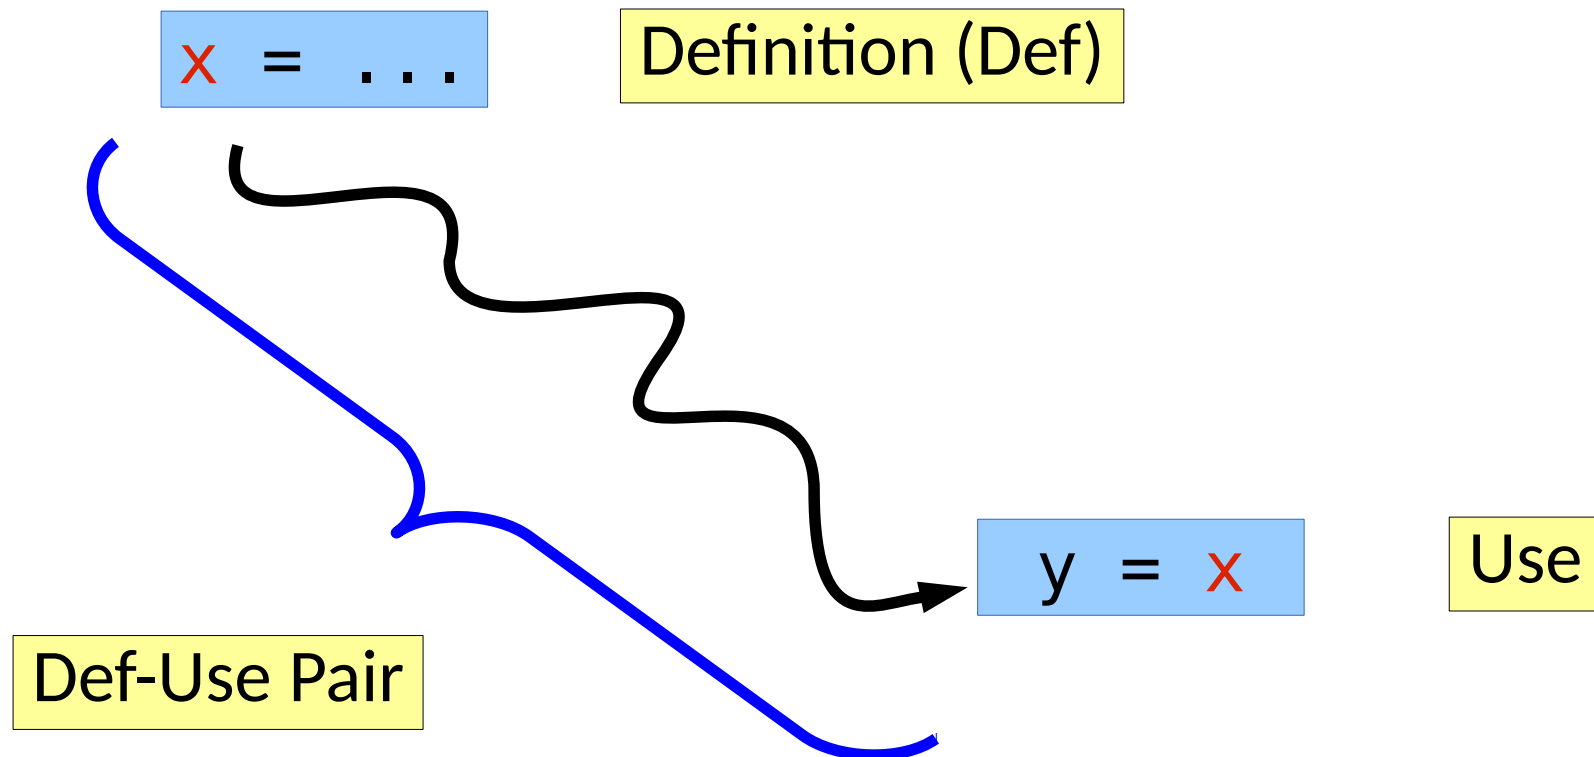 x = ...
Definition (Def)
y = x
Use
Def-Use Pair